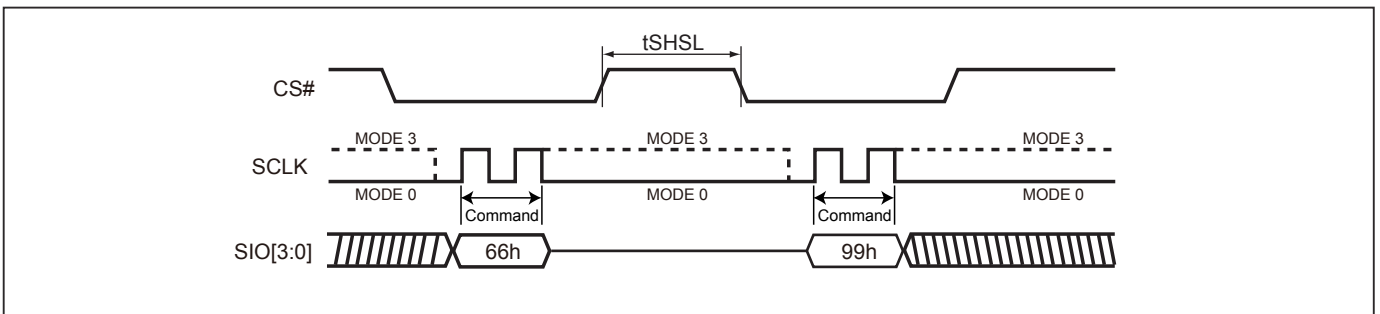 tSHSL
CS#
MODE 3 MODE 3 MODE 3
SCLK
MODE 0 MODE 0 MODE 0
Command Command
SIO[3:0] 66h 99h